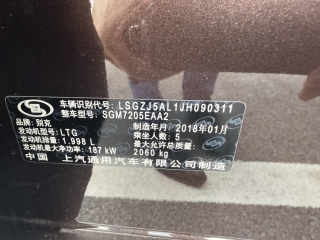 车辆识别代号: LSGZJ5AL1JH090311
整车型号: SGM7205EAA2
品牌: 别克 制造年月: 2018年01月
发动机型号: LTG 乘坐人数: 5
发动机排量: 1.998 L 最大允许总质量:
发动机最大净功率: 187 kW 2060 kg
中国 上汽通用汽车有限公司制造